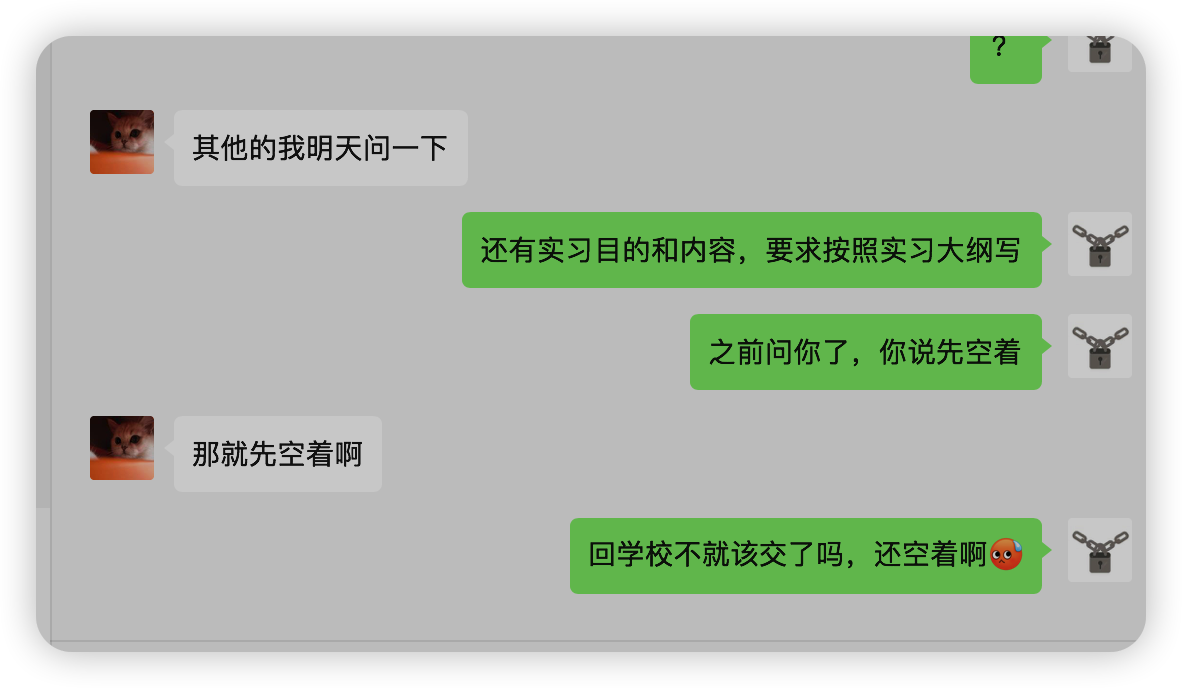 ？
其他的我明天问一下
还有实习目的和内容，要求按照实习大纲写
之前问你了，你说先空着
那就先空着啊
回学校不就该交了吗，还空着啊